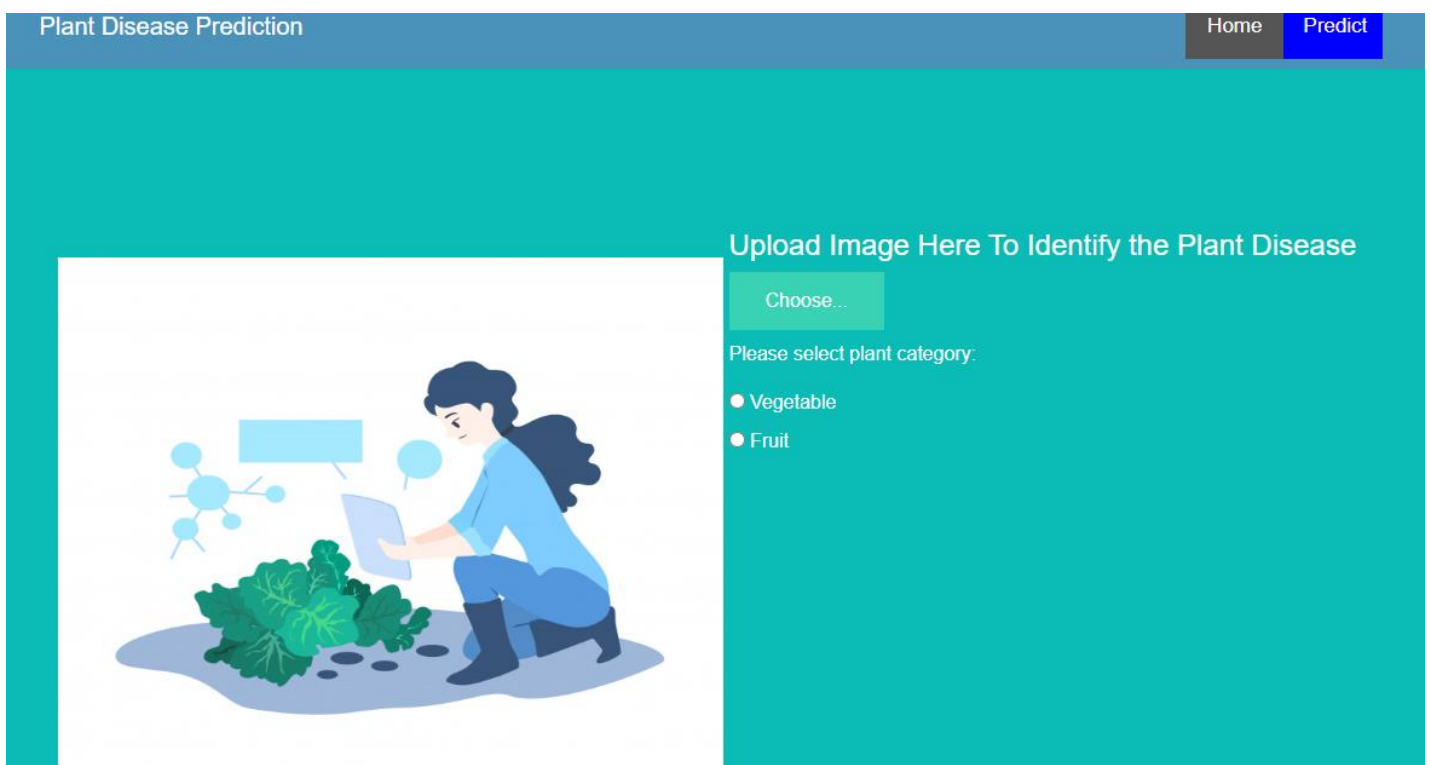 Plant Disease Prediction
Home
Predict
Upload Image Here To Identify the Plant Disease
Choose...
Please select plant category:
Vegetable
Fruit